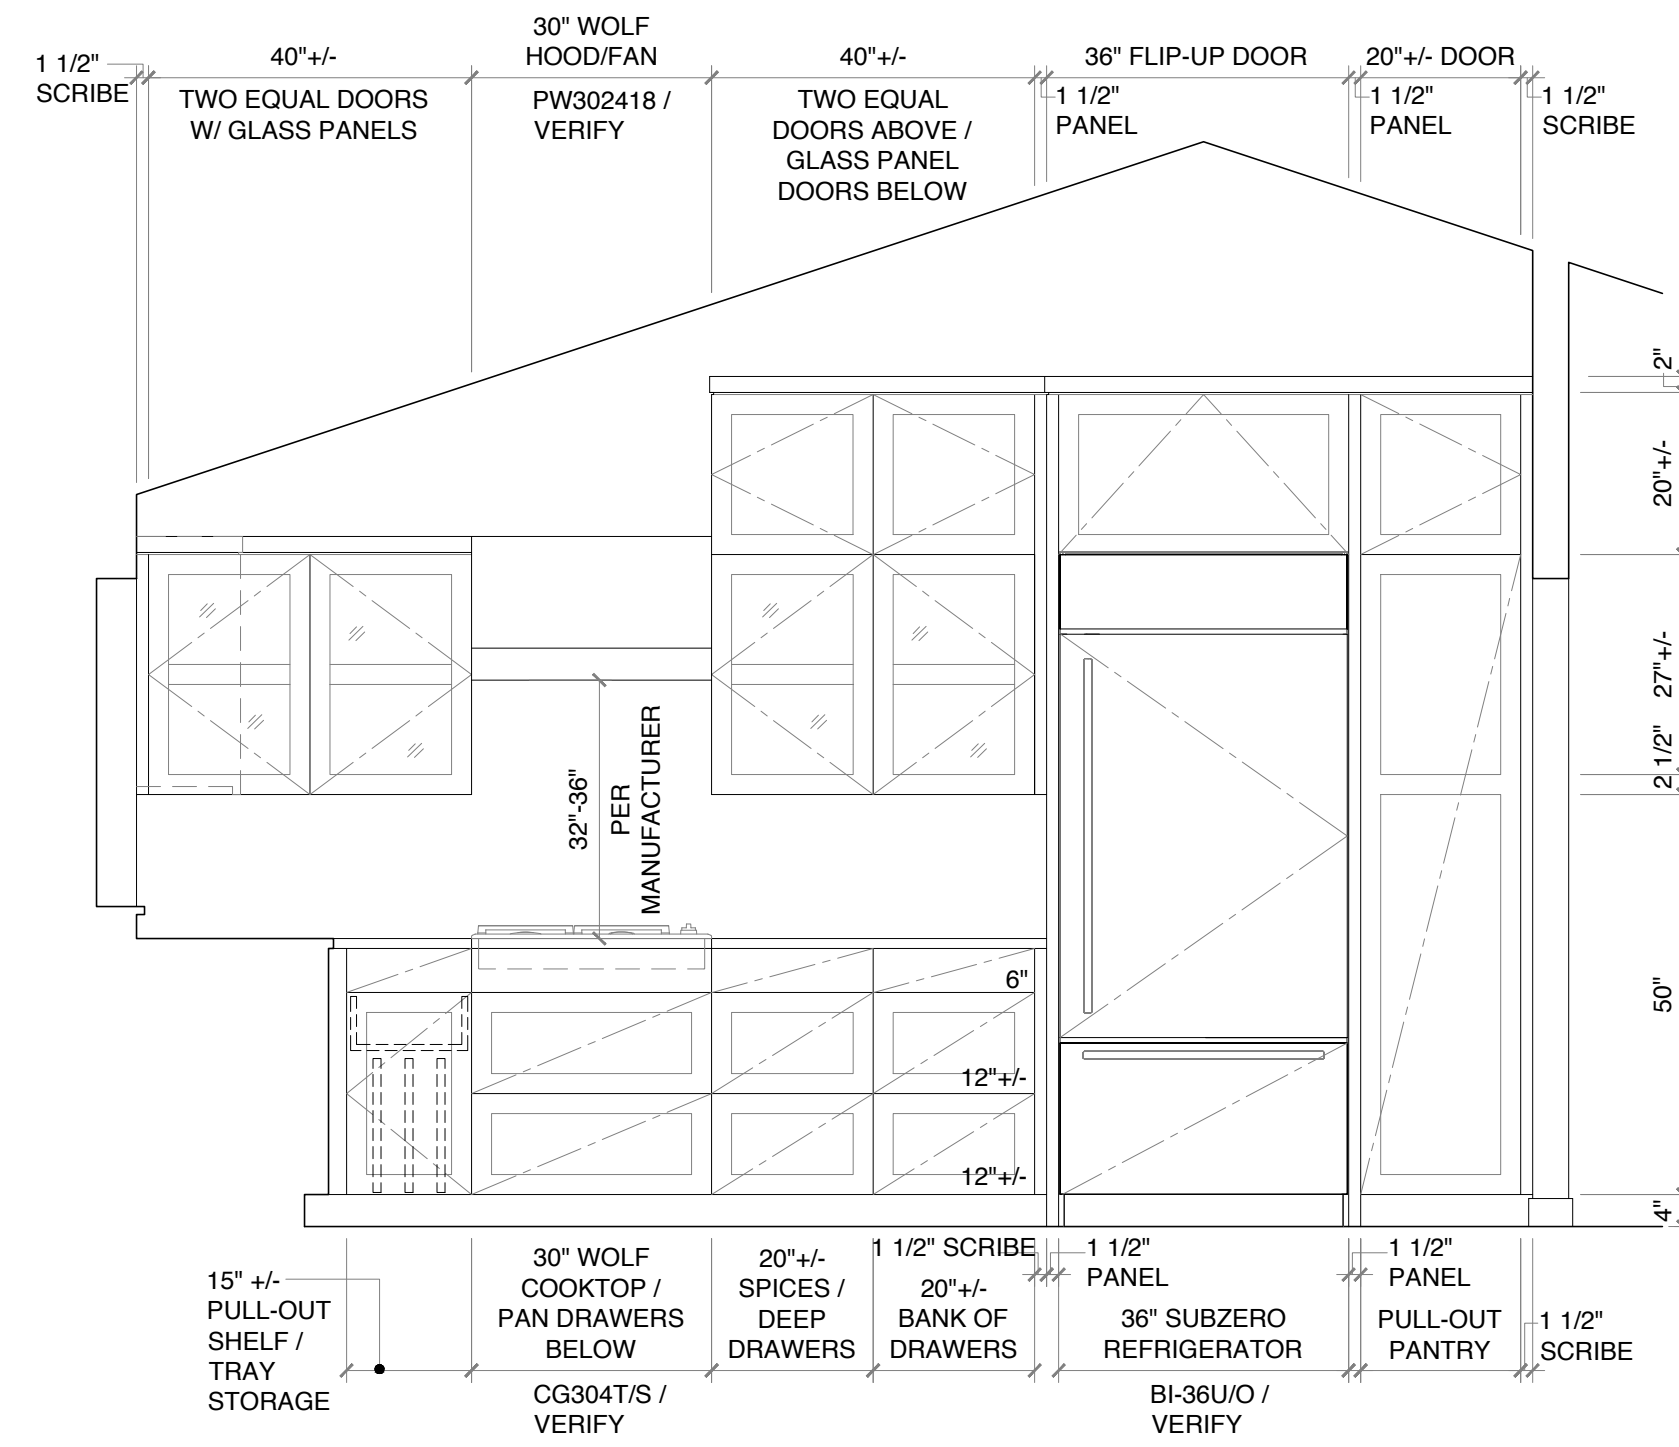 1 1/2"
SCRIBE
40"+/-
TWO EQUAL DOORS
W/ GLASS PANELS
30" WOLF
HOOD/FAN
PW302418 /
VERIFY
40"+/-
TWO EQUAL
DOORS ABOVE /
GLASS PANEL
DOORS BELOW
36" FLIP-UP DOOR
1 1/2"
PANEL
20"+/- DOOR
1 1/2"
PANEL
1 1/2"
SCRIBE
2"
20"+/-
27"+/-
2 1/2"
50"
4"
32"-36"
PER
MANUFACTURER
6"
12"+/-
12"+/-
15" +/-
PULL-OUT
SHELF /
TRAY
STORAGE
30" WOLF
COOKTOP /
PAN DRAWERS
BELOW
CG304T/S /
VERIFY
20"+/-
SPICES /
DEEP
DRAWERS
1 1/2" SCRIBE
20"+/-
BANK OF
DRAWERS
1 1/2"
PANEL
36" SUBZERO
REFRIGERATOR
BI-36U/O /
VERIFY
1 1/2"
PANEL
PULL-OUT
PANTRY
1 1/2"
SCRIBE